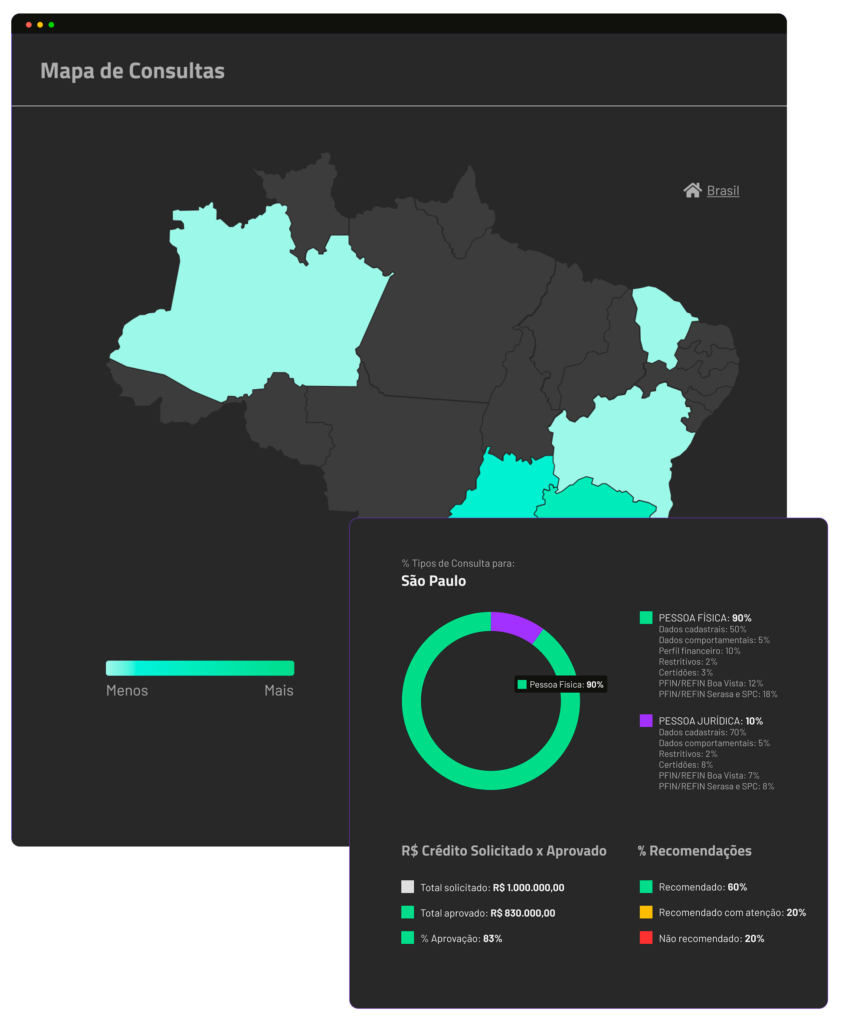 Mapa de Consultas
Brasil
Menos
Mais
% Tipos de Consulta para:
São Paulo
Pessoa Fisica: 90%
PESSOA FÍSICA: 90%
Dados cadastrais: 50%
Dados comportamentais: 5%
Perfil financeiro: 10%
Restritivos: 2%
Certidões: 3%
PFIN/REFIN Boa Vista: 12%
PFIN/REFIN Serasa e SPC: 18%
PESSOA JURÍDICA: 10%
Dados cadastrais: 70%
Dados comportamentais: 5%
Restritivos: 2%
Certidões: 8%
PFIN/REFIN Boa Vista: 7%
PFIN/REFIN Serasa e SPC: 8%
R$ Crédito Solicitado x Aprovado
Total solicitado: R$ 1.000.000,00
Total aprovado: R$ 830.000,00
% Aprovação: 83%
% Recomendações
Recomendado: 60%
Recomendado com atenção: 20%
Não recomendado: 20%